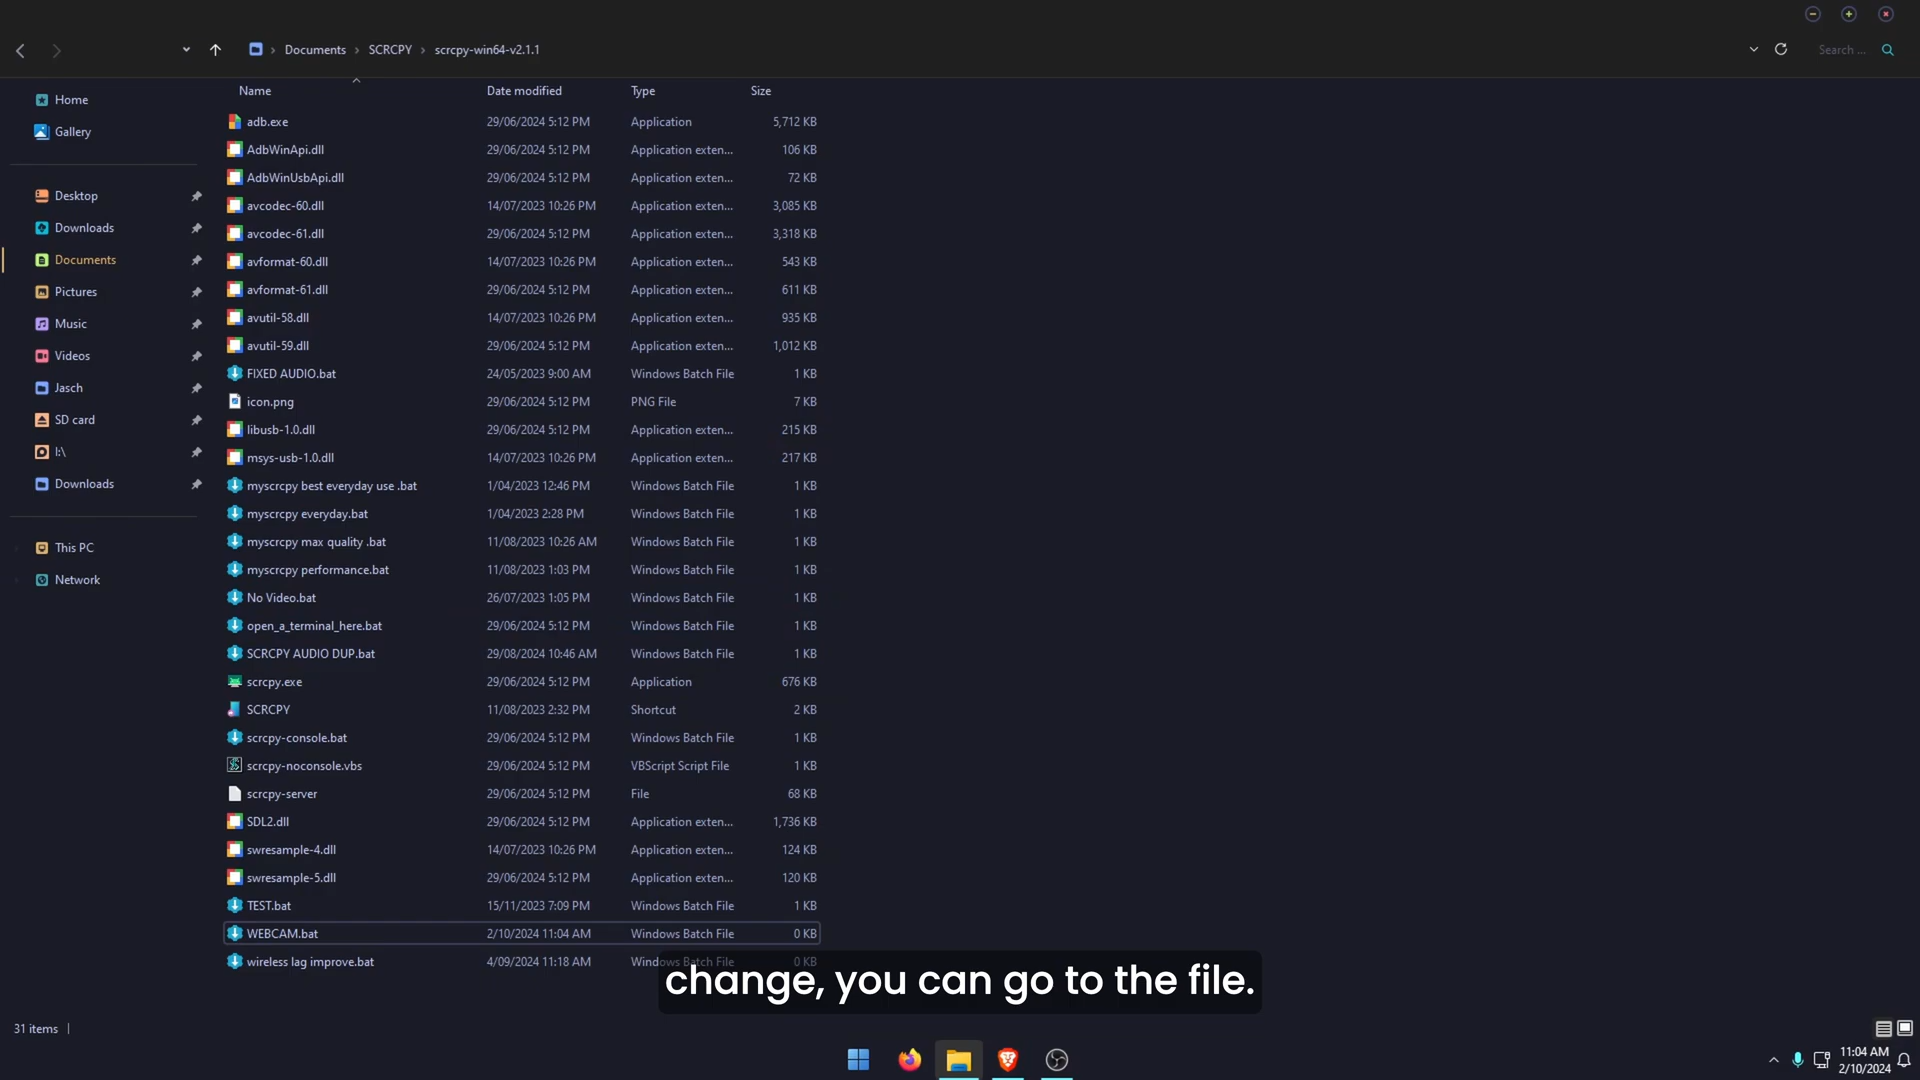 Documents > SCRCPY > scrcpy-win64-v2.1.1
Search ...
Home
Gallery
Desktop
Downloads
Documents
Pictures
Music
Videos
Jasch
SD card
I:\
Downloads
This PC
Network
Name Date modified Type Size
adb.exe 29/06/2024 5:12 PM Application 5,712 KB
AdbWinApi.dll 29/06/2024 5:12 PM Application exten... 106 KB
AdbWinUsbApi.dll 29/06/2024 5:12 PM Application exten... 72 KB
avcodec-60.dll 14/07/2023 10:26 PM Application exten... 3,085 KB
avcodec-61.dll 29/06/2024 5:12 PM Application exten... 3,318 KB
avformat-60.dll 14/07/2023 10:26 PM Application exten... 543 KB
avformat-61.dll 29/06/2024 5:12 PM Application exten... 611 KB
avutil-58.dll 14/07/2023 10:26 PM Application exten... 935 KB
avutil-59.dll 29/06/2024 5:12 PM Application exten... 1,012 KB
FIXED AUDIO.bat 24/05/2023 9:00 AM Windows Batch File 1 KB
icon.png 29/06/2024 5:12 PM PNG File 7 KB
libusb-1.0.dll 29/06/2024 5:12 PM Application exten... 215 KB
msys-usb-1.0.dll 14/07/2023 10:26 PM Application exten... 217 KB
myscrcpy best everyday use .bat 1/04/2023 12:46 PM Windows Batch File 1 KB
myscrcpy everyday.bat 1/04/2023 2:28 PM Windows Batch File 1 KB
myscrcpy max quality .bat 11/08/2023 10:26 AM Windows Batch File 1 KB
myscrcpy performance.bat 11/08/2023 1:03 PM Windows Batch File 1 KB
No Video.bat 26/07/2023 1:05 PM Windows Batch File 1 KB
open_a_terminal_here.bat 29/06/2024 5:12 PM Windows Batch File 1 KB
SCRCPY AUDIO DUP.bat 29/08/2024 10:46 AM Windows Batch File 1 KB
scrcpy.exe 29/06/2024 5:12 PM Application 676 KB
SCRCPY 11/08/2023 2:32 PM Shortcut 2 KB
scrcpy-console.bat 29/06/2024 5:12 PM Windows Batch File 1 KB
scrcpy-noconsole.vbs 29/06/2024 5:12 PM VBScript Script File 1 KB
scrcpy-server 29/06/2024 5:12 PM File 68 KB
SDL2.dll 29/06/2024 5:12 PM Application exten... 1,736 KB
swresample-4.dll 14/07/2023 10:26 PM Application exten... 124 KB
swresample-5.dll 29/06/2024 5:12 PM Application exten... 120 KB
TEST.bat 15/11/2023 7:09 PM Windows Batch File 1 KB
WEBCAM.bat 2/10/2024 11:04 AM Windows Batch File 0 KB
wireless lag improve.bat 4/09/2024 11:18 AM Windows Batch File 0 KB
change, you can go to the file.
31 items
11:04 AM
2/10/2024